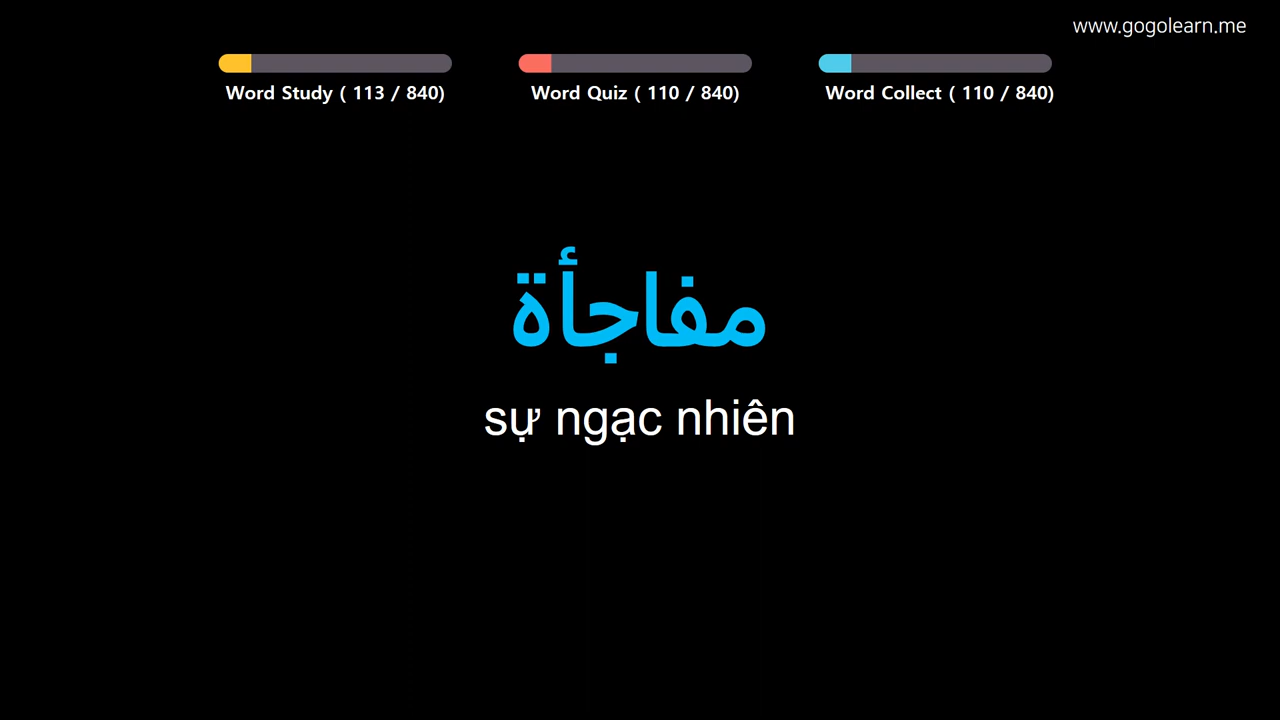 www.gogolearn.me
Word Study ( 113 / 840)
Word Quiz ( 110 / 840)
Word Collect ( 110 / 840)
مفاجأة
sự ngạc nhiên